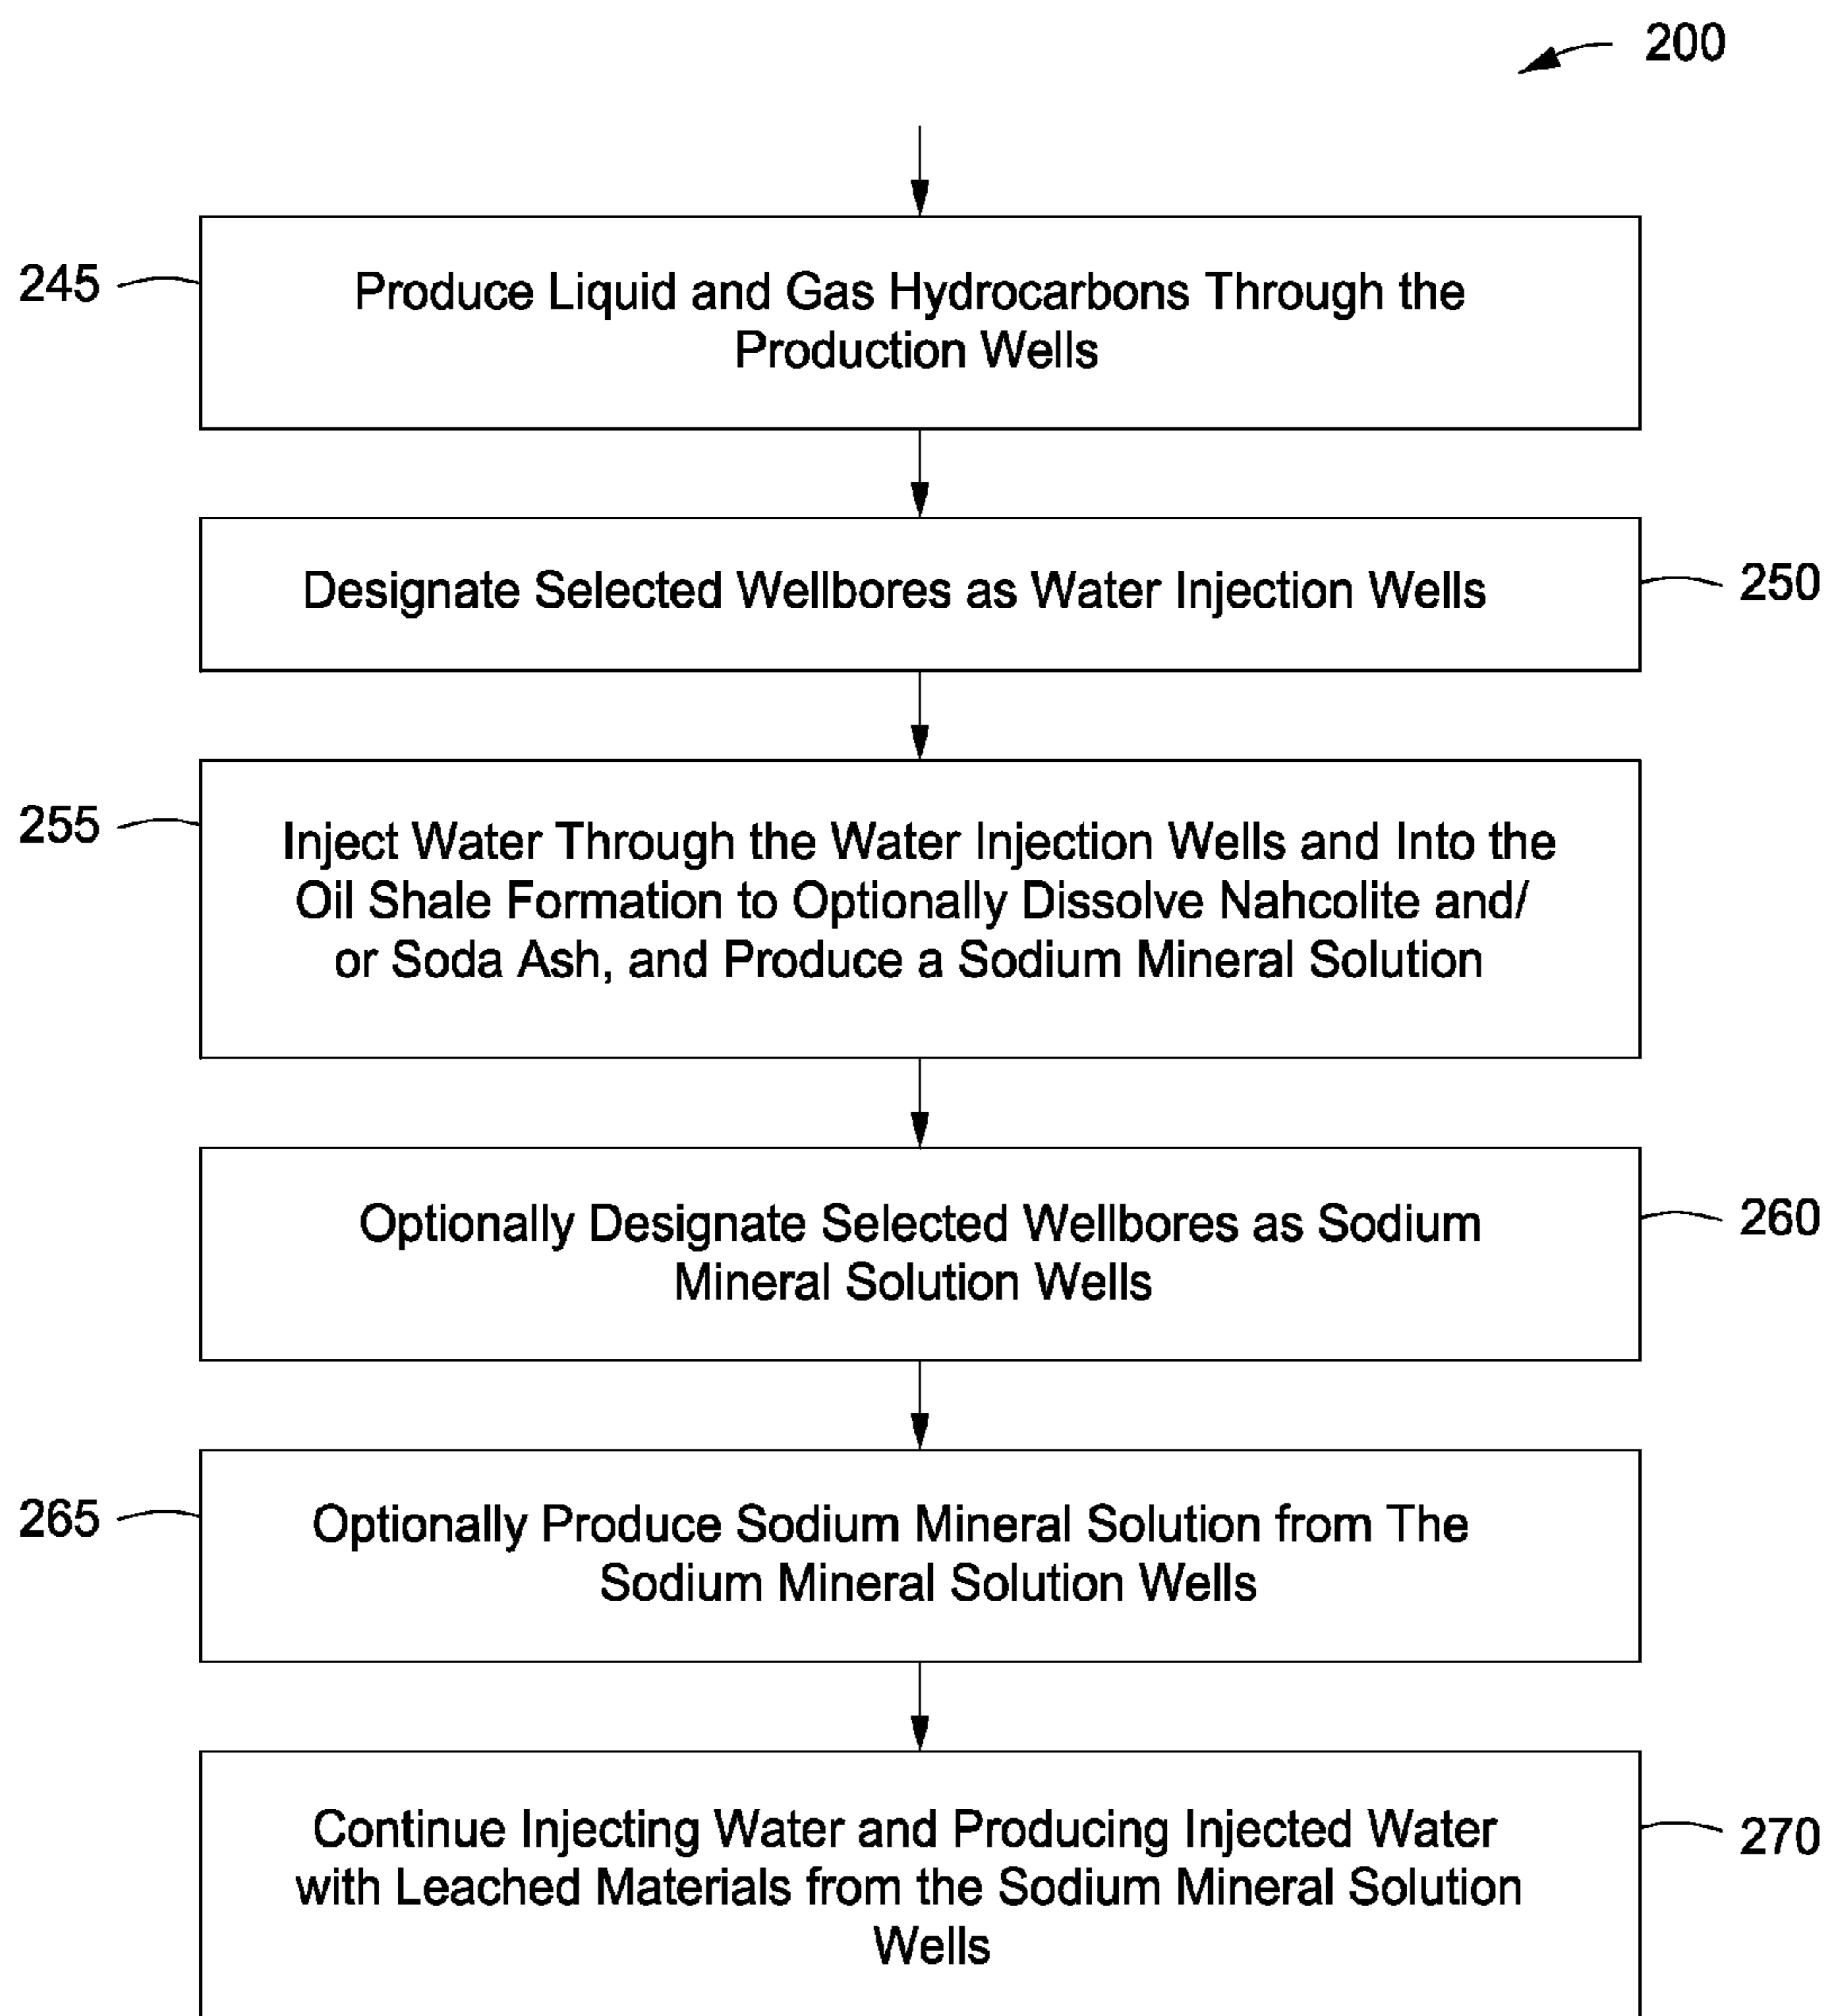 200
245
Produce Liquid and Gas Hydrocarbons Through the
Production Wells
Designate Selected Wellbores as Water Injection Wells
250
255
Inject Water Through the Water Injection Wells and Into the
Oil Shale Formation to Optionally Dissolve Nahcolite and/
or Soda Ash, and Produce a Sodium Mineral Solution
Optionally Designate Selected Wellbores as Sodium
Mineral Solution Wells
260
265
Optionally Produce Sodium Mineral Solution from The
Sodium Mineral Solution Wells
Continue Injecting Water and Producing Injected Water
with Leached Materials from the Sodium Mineral Solution
Wells
270